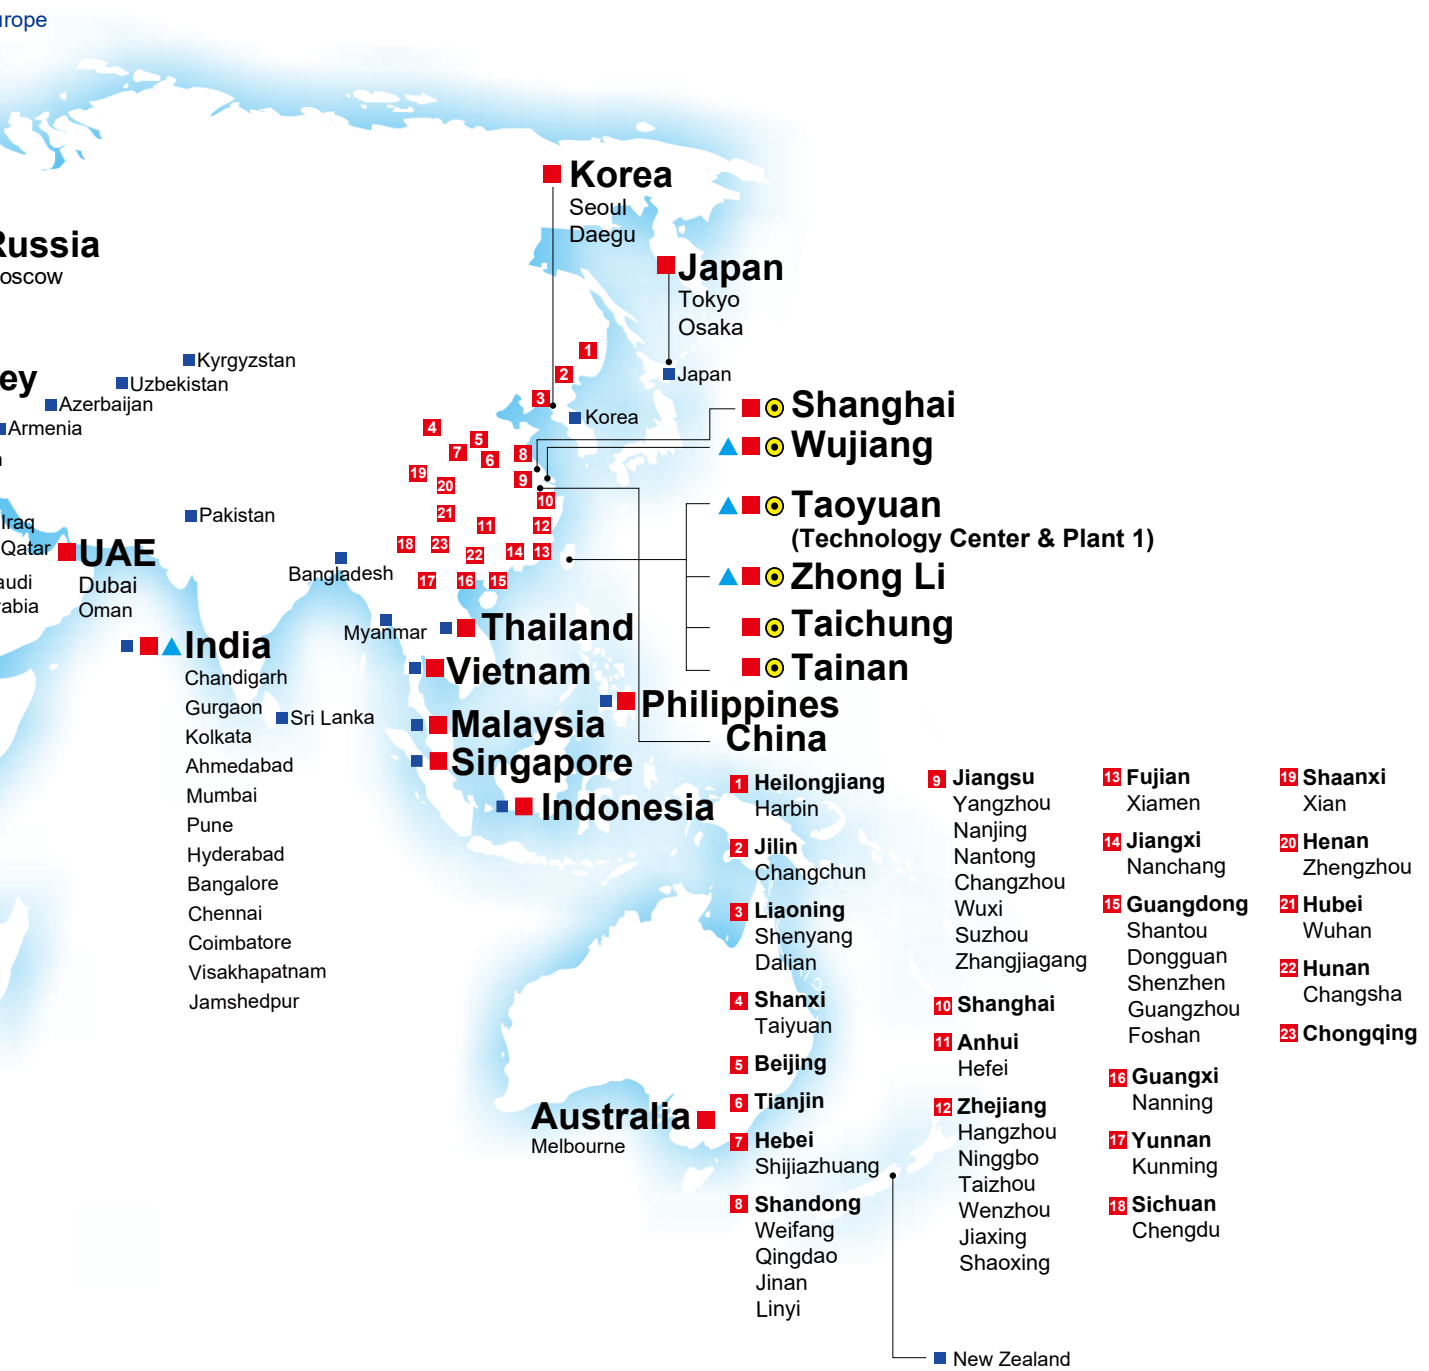 urope
Korea
Seoul
Daegu
Russia
oscow
Japan
Tokyo
Osaka
Kyrgyzstan
Uzbekistan
ey
Azerbaijan
Armenia
Japan
Korea
1
2
3
4
5
7
6
8
19
20
9
10
21
11
12
18
23
22
14
13
17
16
15
Shanghai
Wujiang
Taoyuan
(Technology Center & Plant 1)
Zhong Li
Taichung
Tainan
Pakistan
Iraq
Qatar
UAE
Dubai
Oman
audi
rabia
Bangladesh
Myanmar
Thailand
India
Chandigarh
Gurgaon
Kolkata
Ahmedabad
Mumbai
Pune
Hyderabad
Bangalore
Chennai
Coimbatore
Visakhapatnam
Jamshedpur
Sri Lanka
Vietnam
Philippines
Malaysia
Singapore
Indonesia
China
1 Heilongjiang
Harbin
2 Jilin
Changchun
3 Liaoning
Shenyang
Dalian
4 Shanxi
Taiyuan
5 Beijing
6 Tianjin
7 Hebei
Shijiazhuang
8 Shandong
Weifang
Qingdao
Jinan
Linyi
9 Jiangsu
Yangzhou
Nanjing
Nantong
Changzhou
Wuxi
Suzhou
Zhangjiagang
10 Shanghai
11 Anhui
Hefei
12 Zhejiang
Hangzhou
Ninggbo
Taizhou
Wenzhou
Jiaxing
Shaoxing
13 Fujian
Xiamen
14 Jiangxi
Nanchang
15 Guangdong
Shantou
Dongguan
Shenzhen
Guangzhou
Foshan
16 Guangxi
Nanning
17 Yunnan
Kunming
18 Sichuan
Chengdu
19 Shaanxi
Xian
20 Henan
Zhengzhou
21 Hubei
Wuhan
22 Hunan
Changsha
23 Chongqing
Australia
Melbourne
New Zealand